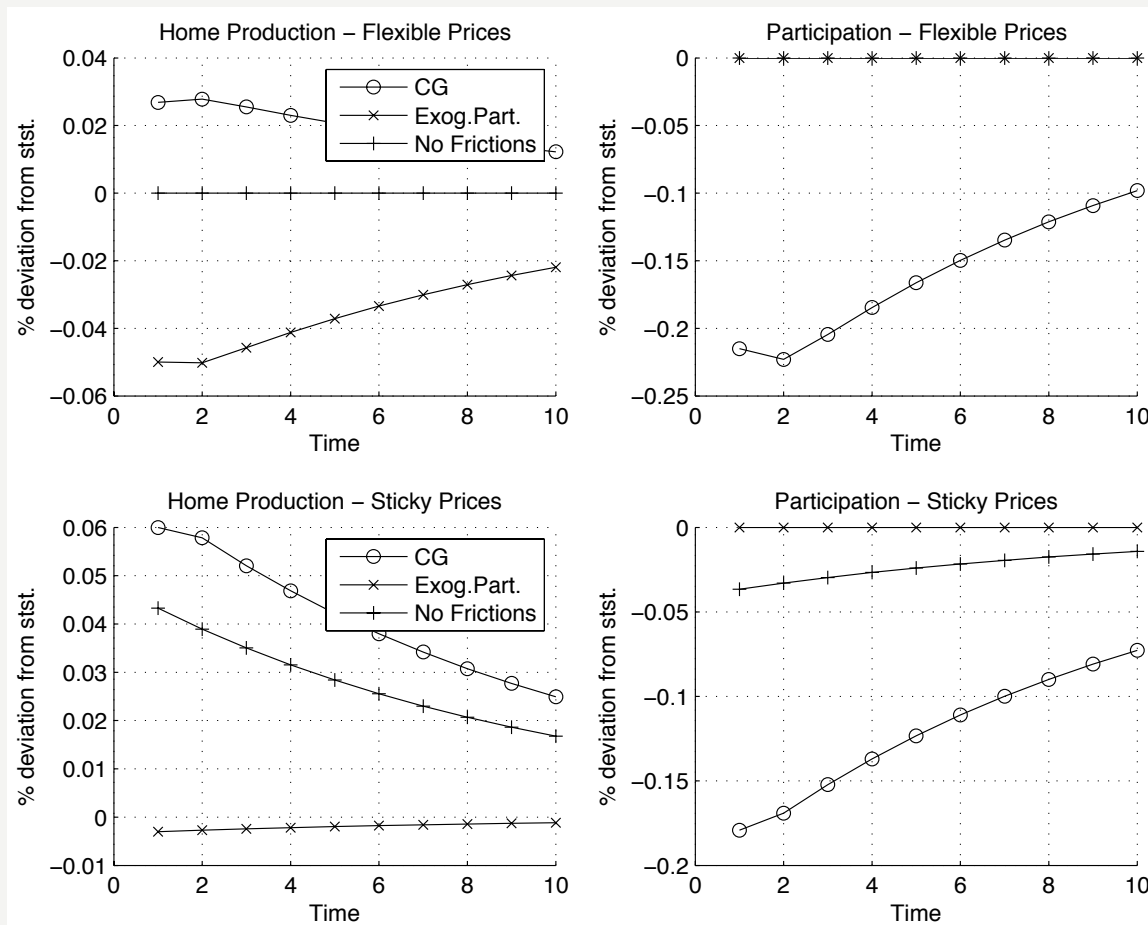 Home Production – Flexible Prices
% deviation from stst.
0.04
0.02
0
−0.02
−0.04
−0.06
CG
Exog.Part.
No Frictions
0 2 4 6 8 10
Time
Participation – Flexible Prices
% deviation from stst.
0
−0.05
−0.1
−0.15
−0.2
−0.25
0 2 4 6 8 10
Time
Home Production – Sticky Prices
% deviation from stst.
0.06
0.05
0.04
0.03
0.02
0.01
0
−0.01
CG
Exog.Part.
No Frictions
0 2 4 6 8 10
Time
Participation – Sticky Prices
% deviation from stst.
0
−0.05
−0.1
−0.15
−0.2
0 2 4 6 8 10
Time